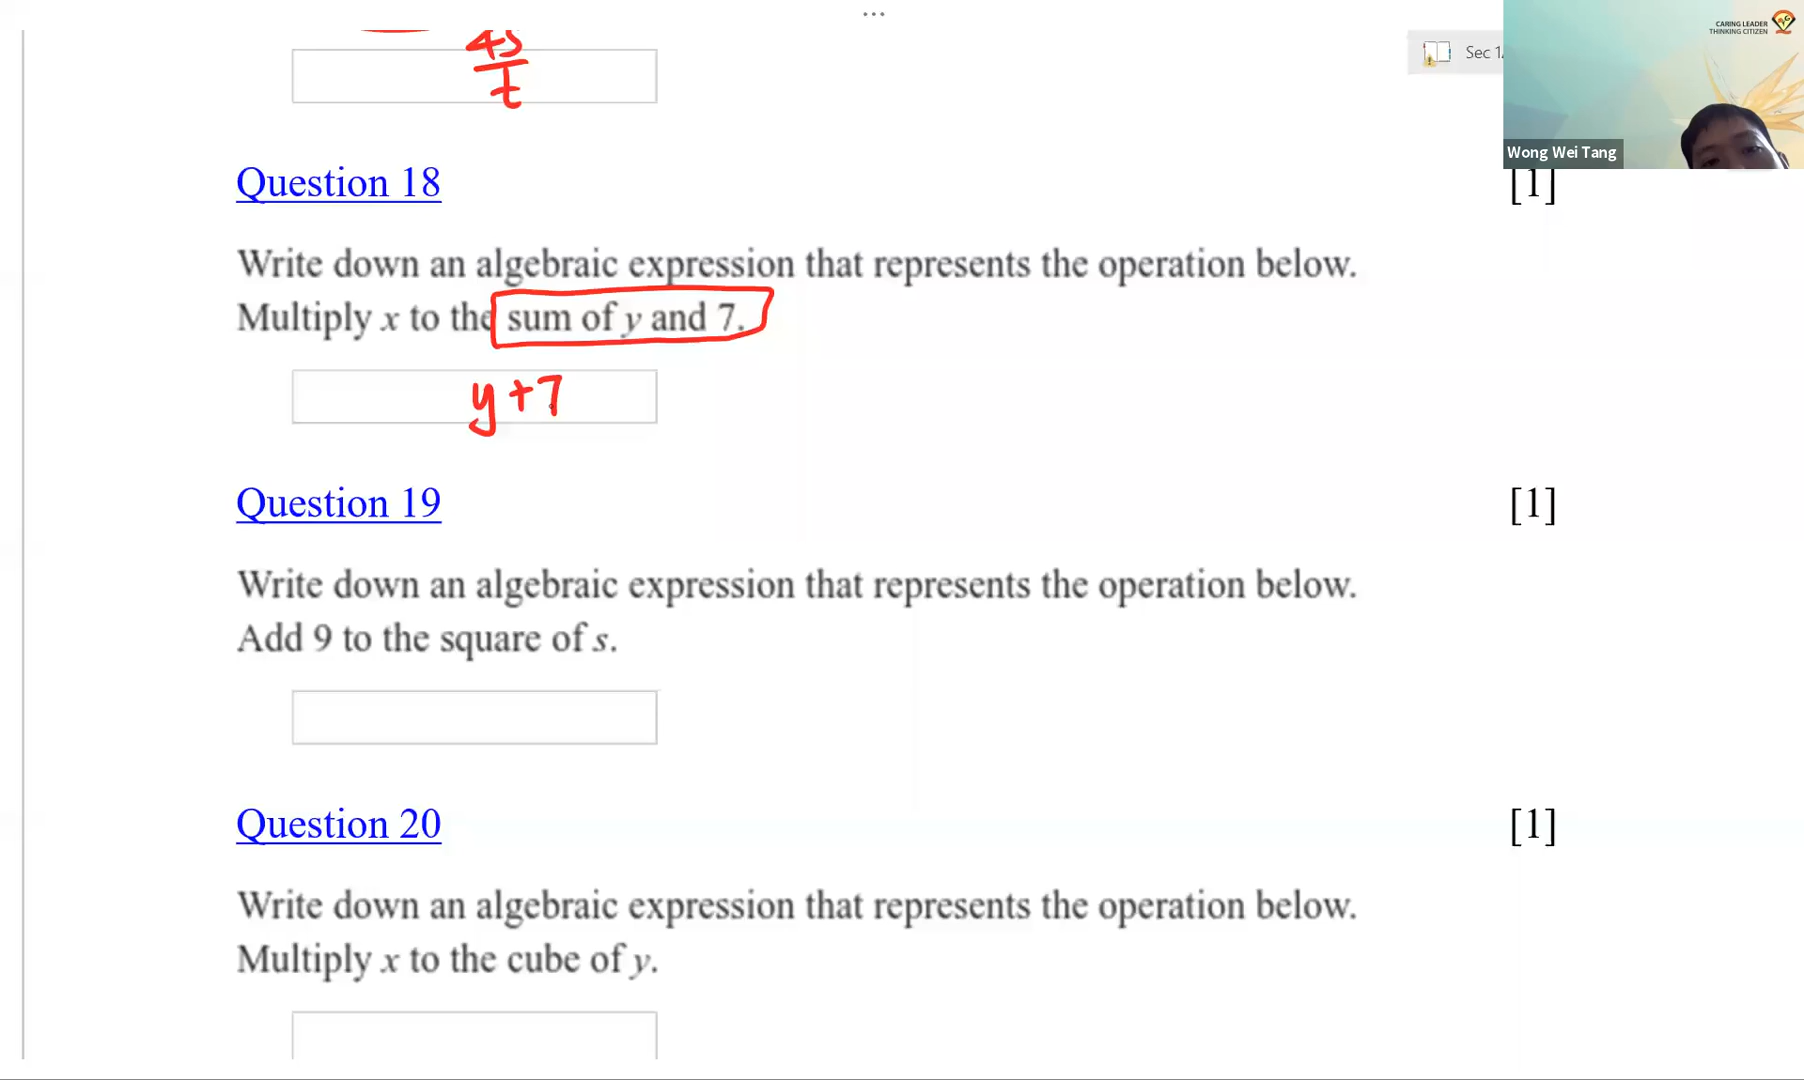 ...
CARING LEADER
THINKING CITIZEN
Sec 1
Wong Wei Tang
4s
t
Question 18
[1]
Write down an algebraic expression that represents the operation below.
Multiply x to the sum of y and 7.
y + 7
Question 19
[1]
Write down an algebraic expression that represents the operation below.
Add 9 to the square of s.
Question 20
[1]
Write down an algebraic expression that represents the operation below.
Multiply x to the cube of y.